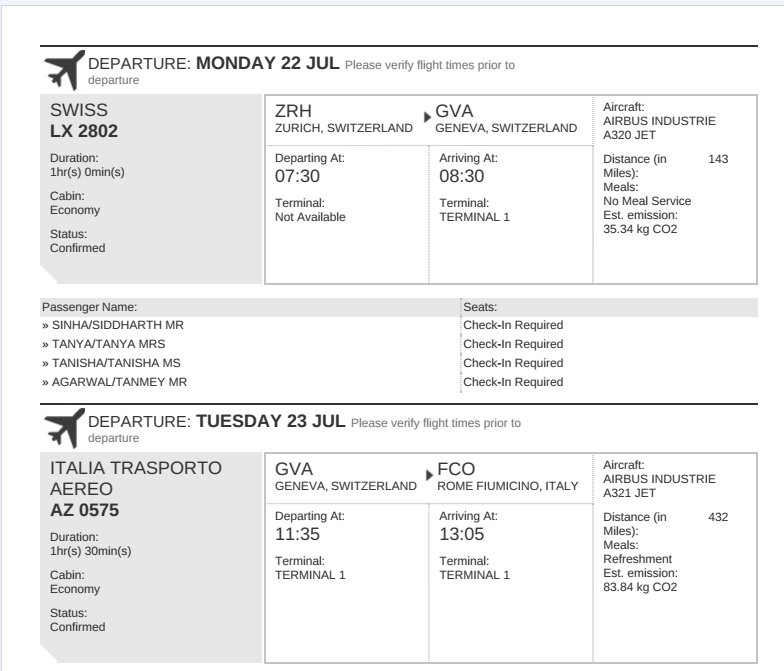 DEPARTURE: MONDAY 22 JUL Please verify flight times prior to
departure
SWISS
LX 2802
Duration:
1hr(s) 0min(s)
Cabin:
Economy
Status:
Confirmed
ZRH
ZURICH, SWITZERLAND
GVA
GENEVA, SWITZERLAND
Departing At:
07:30
Terminal:
Not Available
Arriving At:
08:30
Terminal:
TERMINAL 1
Aircraft:
AIRBUS INDUSTRIE
A320 JET
Distance (in 143
Miles):
Meals:
No Meal Service
Est. emission:
35.34 kg CO2
Passenger Name: Seats:
» SINHA/SIDDHARTH MR Check-In Required
» TANYA/TANYA MRS Check-In Required
» TANISHA/TANISHA MS Check-In Required
» AGARWAL/TANMEY MR Check-In Required
DEPARTURE: TUESDAY 23 JUL Please verify flight times prior to
departure
ITALIA TRASPORTO
AEREO
AZ 0575
Duration:
1hr(s) 30min(s)
Cabin:
Economy
Status:
Confirmed
GVA
GENEVA, SWITZERLAND
FCO
ROME FIUMICINO, ITALY
Departing At:
11:35
Terminal:
TERMINAL 1
Arriving At:
13:05
Terminal:
TERMINAL 1
Aircraft:
AIRBUS INDUSTRIE
A321 JET
Distance (in 432
Miles):
Meals:
Refreshment
Est. emission:
83.84 kg CO2